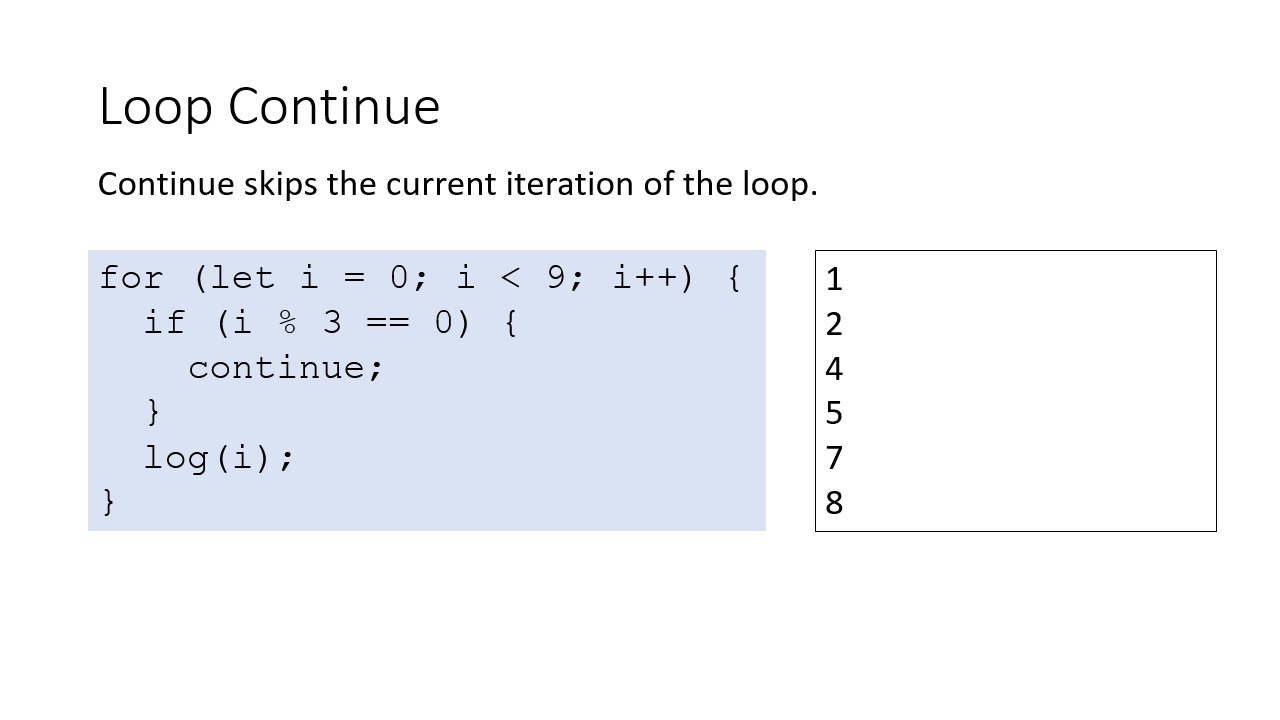 Loop Continue
Continue skips the current iteration of the loop.
for (let i = 0; i < 9; i++) {
  if (i % 3 == 0) {
    continue;
  }
  log(i);
}
1
2
4
5
7
8